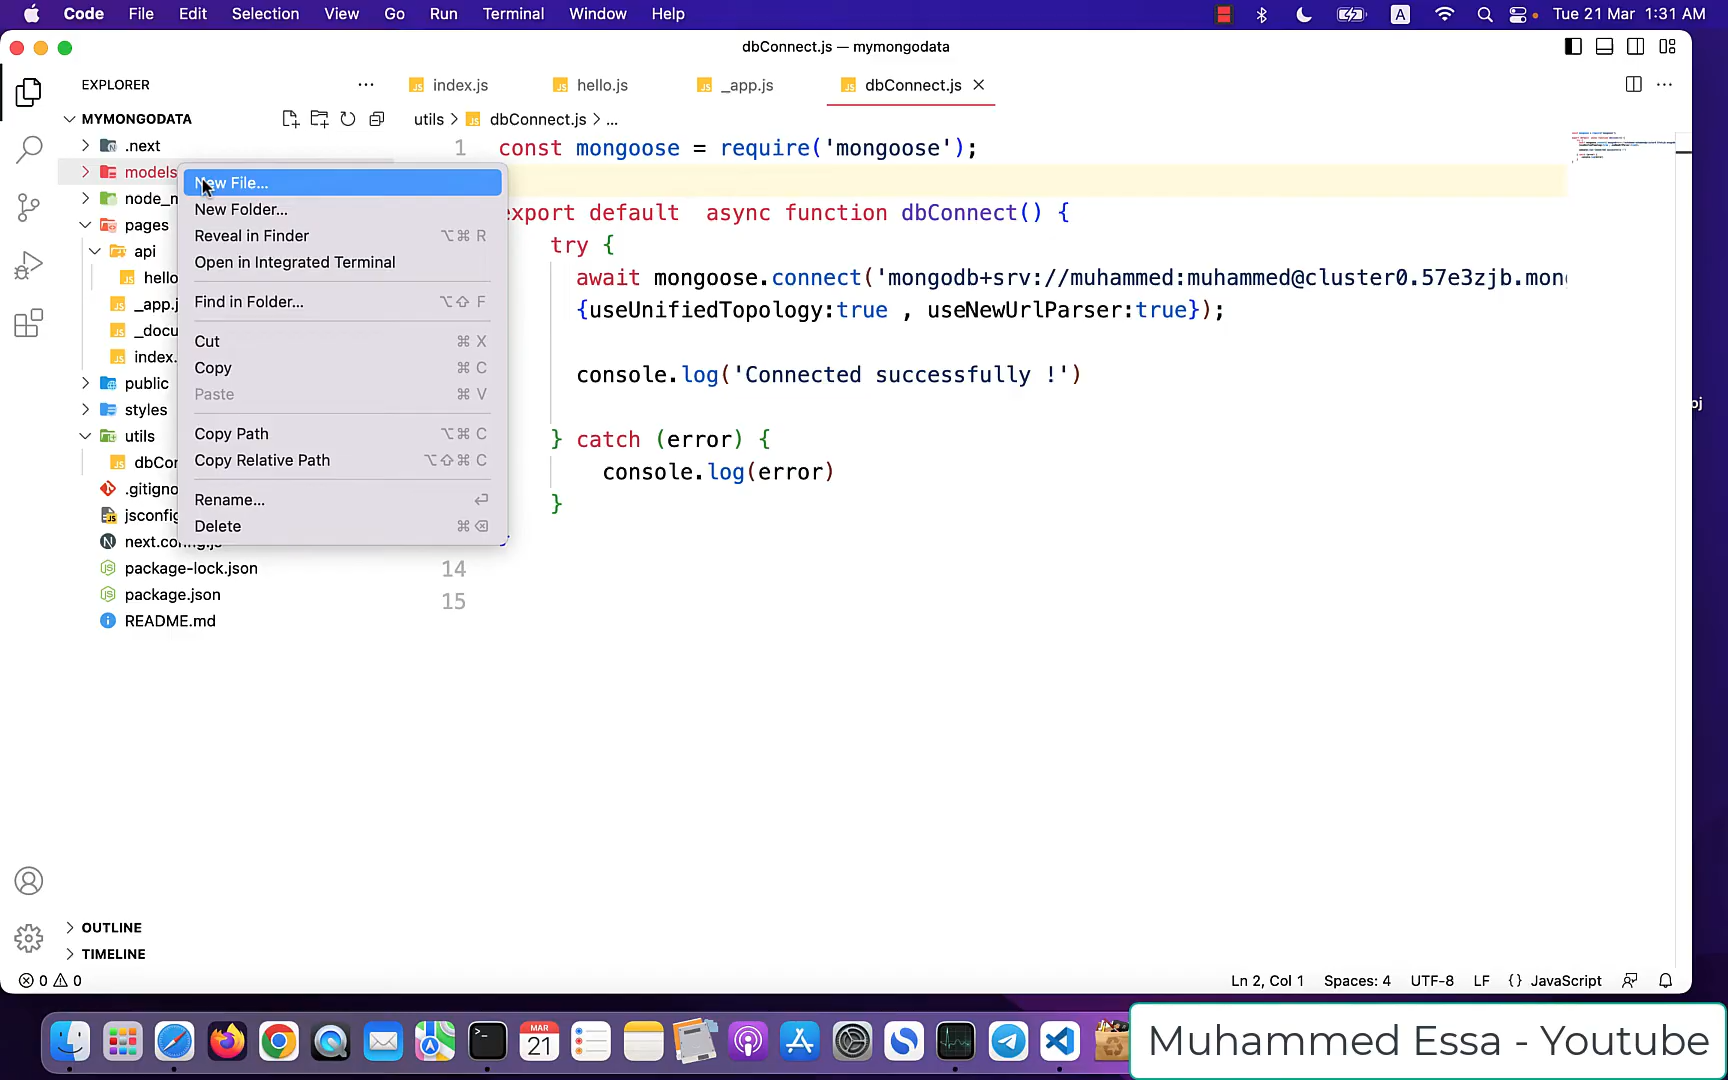 Code File Edit Selection View Go Run Terminal Window Help
A
Tue 21 Mar 1:31 AM
dbConnect.js — mymongodata
EXPLORER
index.js
hello.js
_app.js
dbConnect.js
MYMONGODATA
utils > dbConnect.js > ...
.next
models
node_m
pages
api
hello
_app.j
_docu
index.
public
styles
utils
dbCor
.gitigno
jsconfig
next.config.js
package-lock.json
package.json
README.md
New File...
New Folder...
Reveal in Finder ⌥⌘ R
Open in Integrated Terminal
Find in Folder... ⌥⇧ F
Cut ⌘ X
Copy ⌘ C
Paste ⌘ V
Copy Path ⌥⌘ C
Copy Relative Path ⌥⇧⌘ C
Rename... ⏎
Delete ⌘⌫
1 const mongoose = require('mongoose');
export default async function dbConnect() {
try {
await mongoose.connect('mongodb+srv://muhammed:muhammed@cluster0.57e3zjb.mon
{useUnifiedTopology:true , useNewUrlParser:true});
console.log('Connected successfully !')
} catch (error) {
console.log(error)
}
14
15
oj
OUTLINE
TIMELINE
0 0
Ln 2, Col 1 Spaces: 4 UTF-8 LF {} JavaScript
MAR
21
Muhammed Essa - Youtube